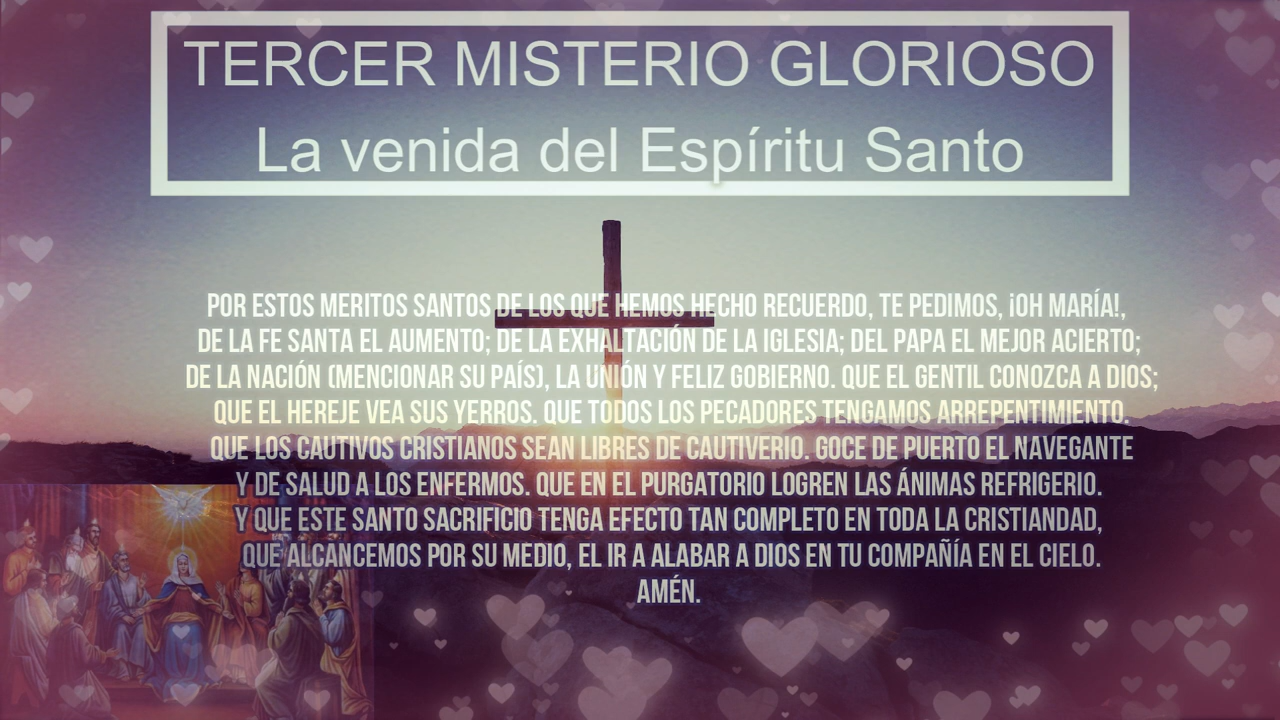 TERCER MISTERIO GLORIOSO
La venida del Espíritu Santo
POR ESTOS MERITOS SANTOS DE LOS QUE HEMOS HECHO RECUERDO, TE PEDIMOS, ¡OH MARÍA!,
DE LA FE SANTA EL AUMENTO; DE LA EXHALTACIÓN DE LA IGLESIA; DEL PAPA EL MEJOR ACIERTO;
DE LA NACIÓN (MENCIONAR SU PAÍS), LA UNIÓN Y FELIZ GOBIERNO. QUE EL GENTIL CONOZCA A DIOS;
QUE EL HEREJE VEA SUS YERROS. QUE TODOS LOS PECADORES TENGAMOS ARREPENTIMIENTO.
QUE LOS CAUTIVOS CRISTIANOS SEAN LIBRES DE CAUTIVERIO. GOCE DE PUERTO EL NAVEGANTE
Y DE SALUD A LOS ENFERMOS. QUE EN EL PURGATORIO LOGREN LAS ÁNIMAS REFRIGERIO.
Y QUE ESTE SANTO SACRIFICIO TENGA EFECTO TAN COMPLETO EN TODA LA CRISTIANDAD,
QUE ALCANCEMOS POR SU MEDIO, EL IR A ALABAR A DIOS EN TU COMPAÑÍA EN EL CIELO.
AMÉN.